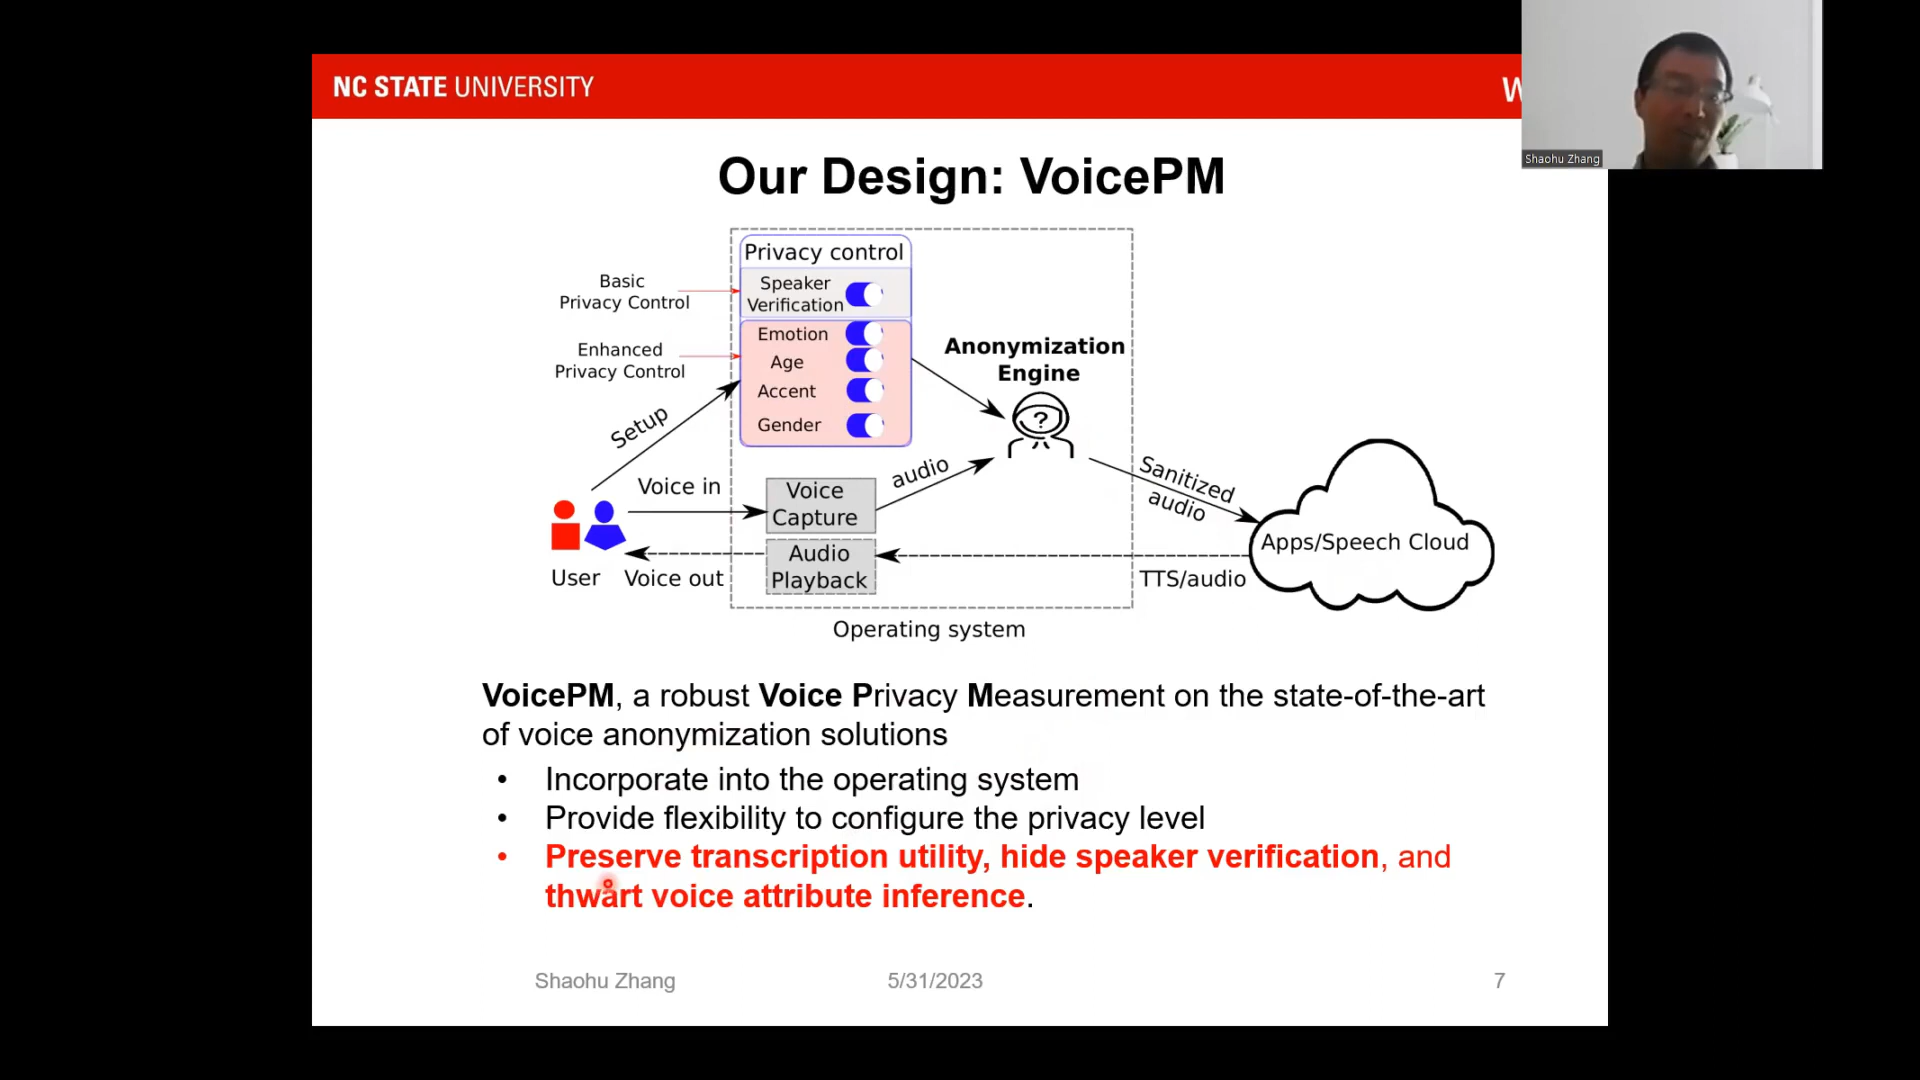 NC STATE UNIVERSITY
W
Shaohu Zhang
Our Design: VoicePM
Privacy control
Basic
Privacy Control
Speaker
Verification
Enhanced
Privacy Control
Emotion
Age
Accent
Gender
Anonymization
Engine
?
Setup
Voice in
Voice
Capture
audio
Sanitized
audio
Apps/Speech Cloud
User
Voice out
Audio
Playback
TTS/audio
Operating system
VoicePM, a robust Voice Privacy Measurement on the state-of-the-art
of voice anonymization solutions
• Incorporate into the operating system
• Provide flexibility to configure the privacy level
• Preserve transcription utility, hide speaker verification, and
thwart voice attribute inference.
Shaohu Zhang
5/31/2023
7